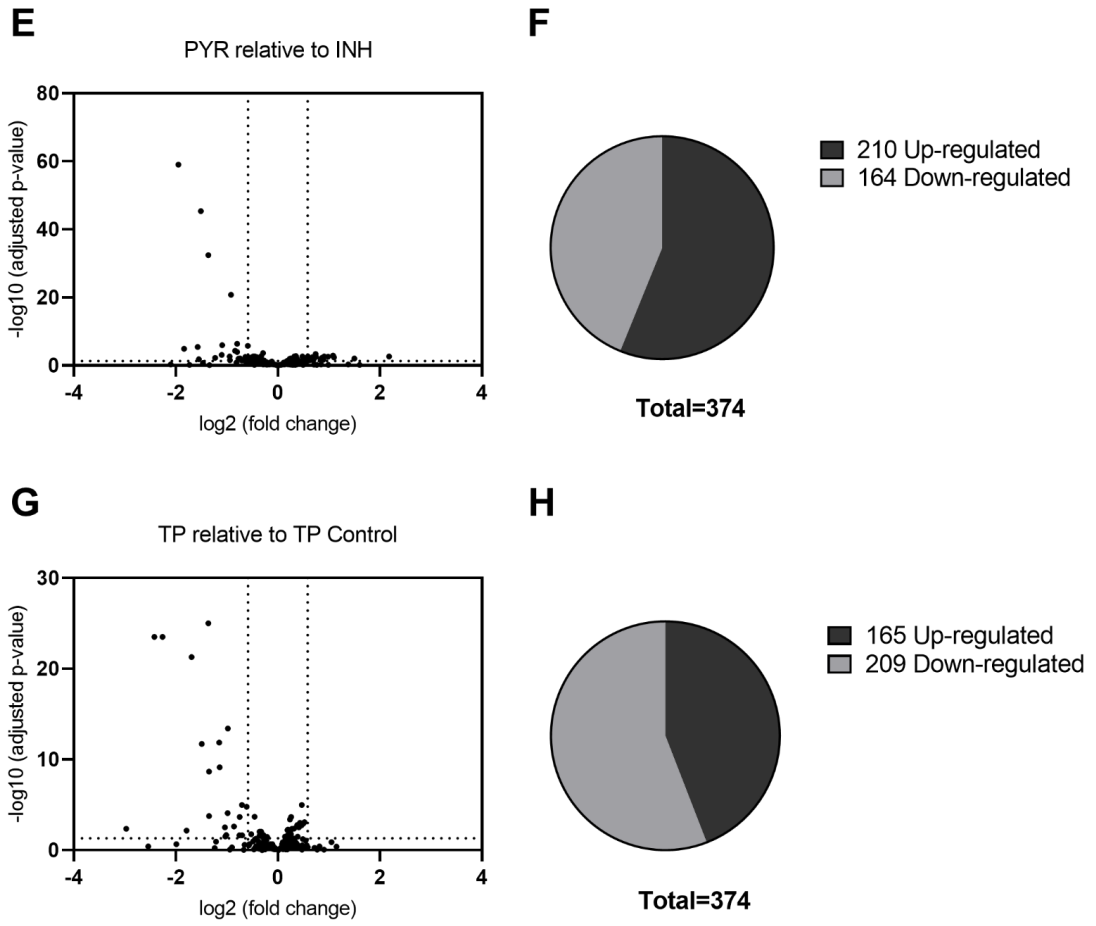 E
PYR relative to INH
-log10 (adjusted p-value)
80
60
40
20
0
-4
-2
0
2
4
log2 (fold change)
F
210 Up-regulated
164 Down-regulated
Total=374
G
TP relative to TP Control
-log10 (adjusted p-value)
30
20
10
0
-4
-2
0
2
4
log2 (fold change)
H
165 Up-regulated
209 Down-regulated
Total=374